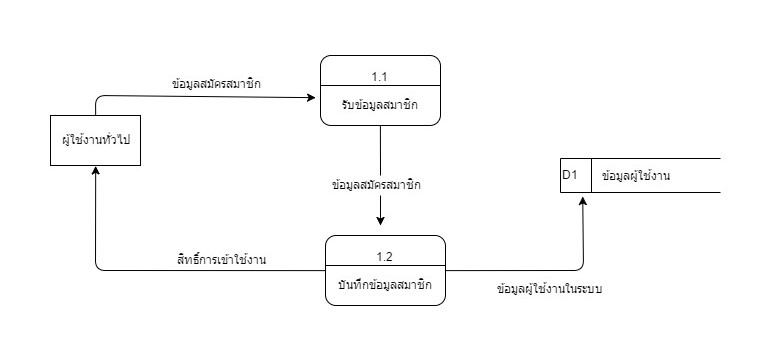 ข้อมูลสมัครสมาชิก
1.1
รับข้อมูลสมาชิก
ผู้ใช้งานทั่วไป
ข้อมูลสมัครสมาชิก
D1
ข้อมูลผู้ใช้งาน
สิทธิ์การเข้าใช้งาน
1.2
บันทึกข้อมูลสมาชิก
ข้อมูลผู้ใช้งานในระบบ